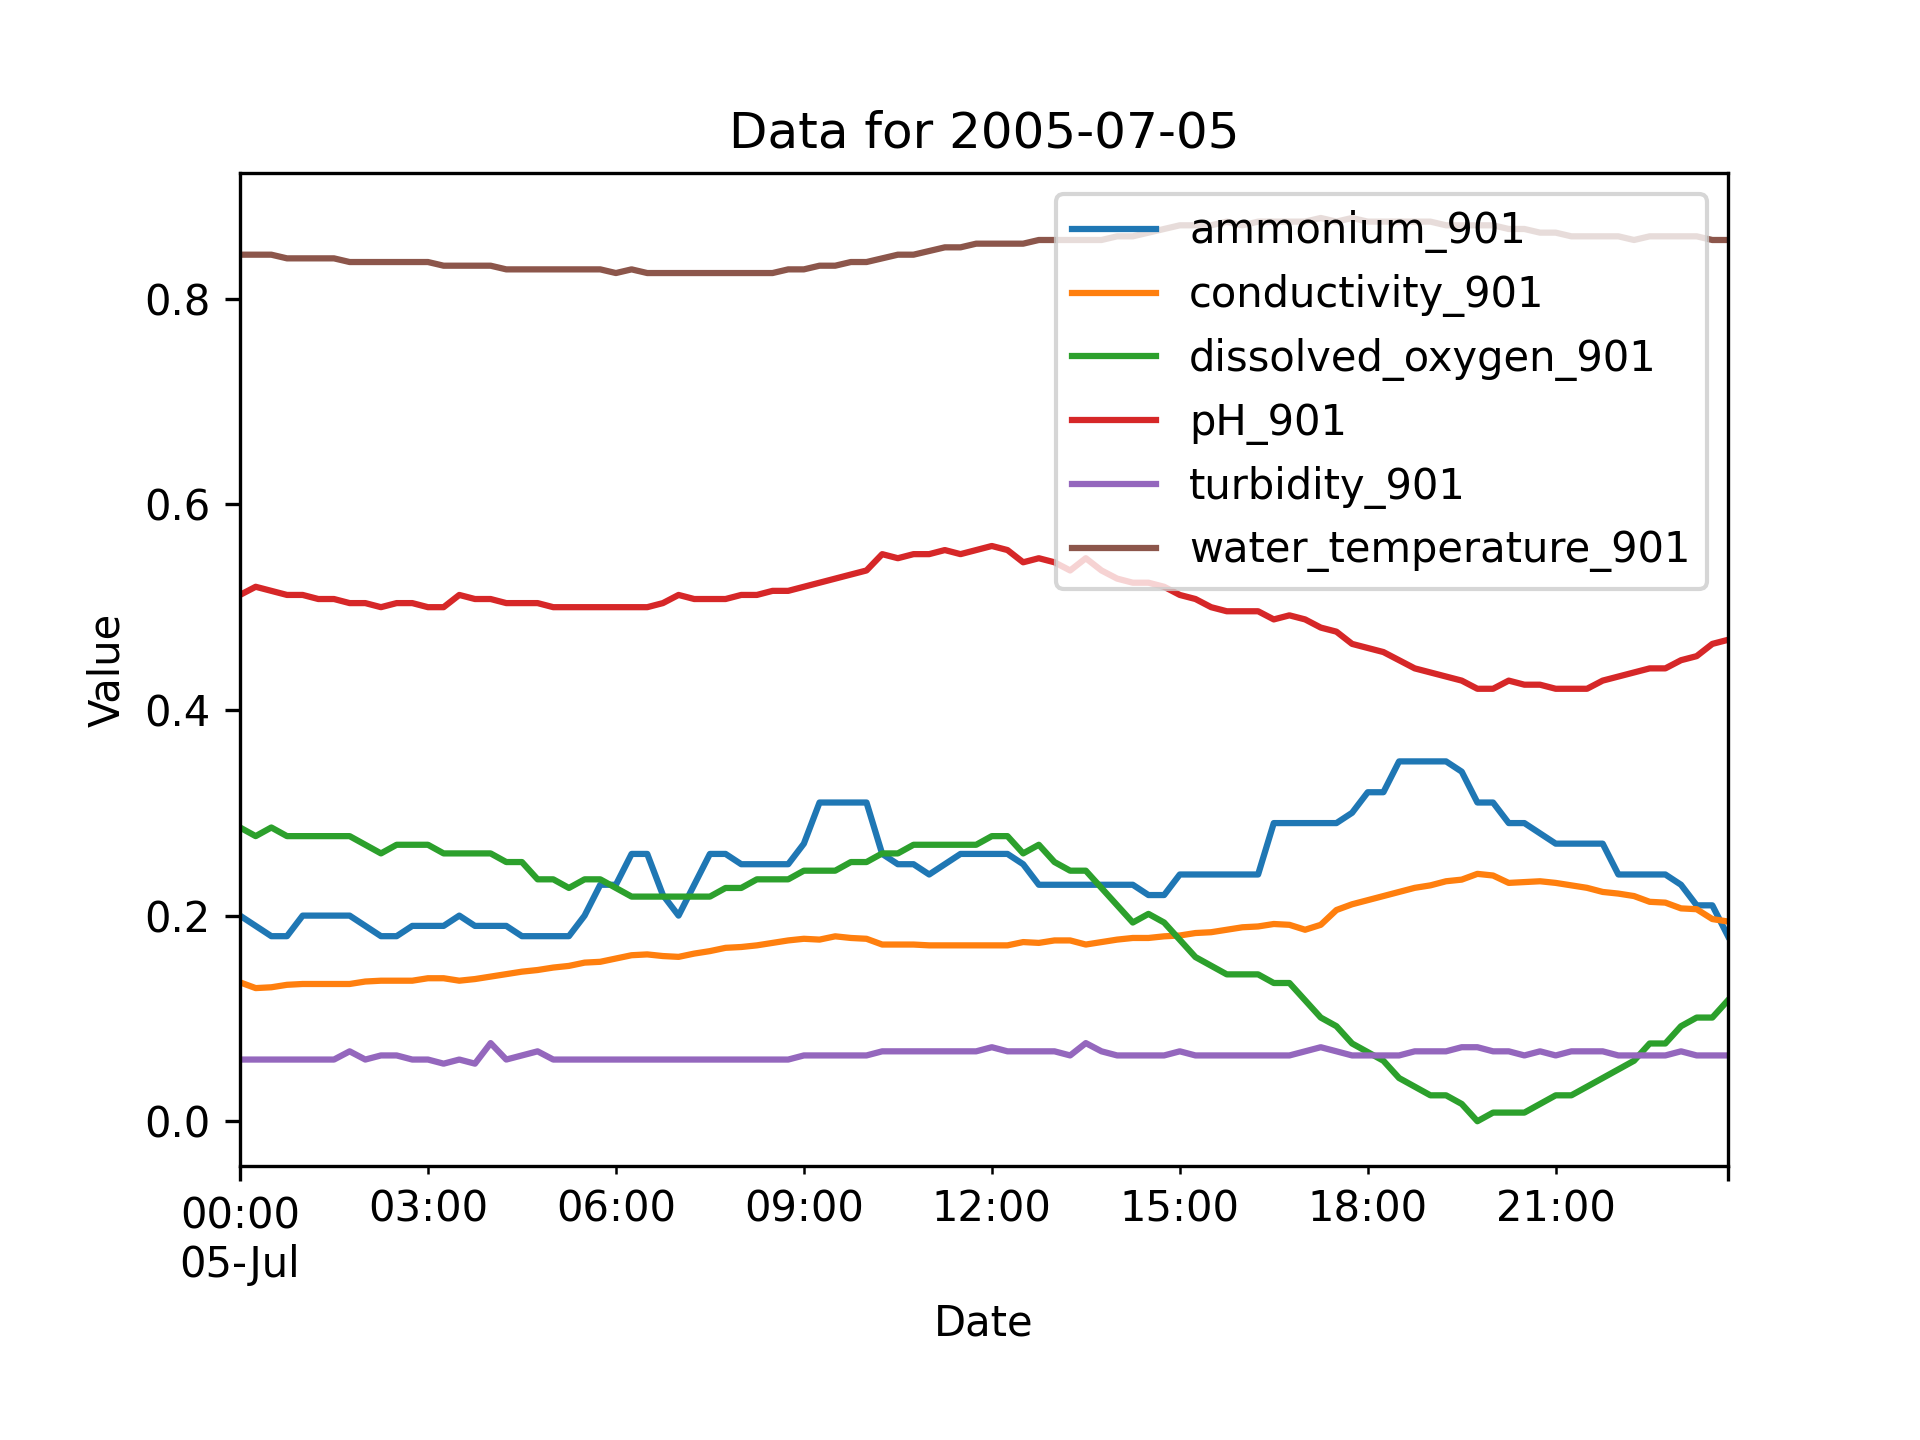 Data for 2005-07-05
ammonium_901
conductivity_901
dissolved_oxygen_901
pH_901
turbidity_901
water_temperature_901
0.8
0.6
0.4
0.2
0.0
Value
00:00 03:00 06:00 09:00 12:00 15:00 18:00 21:00
05-Jul
Date